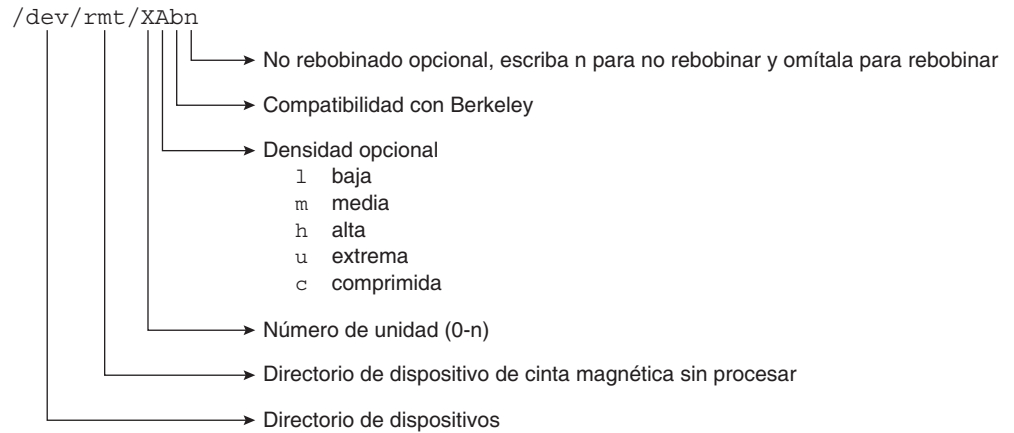 /dev/rmt/XAbn
No rebobinado opcional, escriba n para no rebobinar y omítala para rebobinar
Compatibilidad con Berkeley
Densidad opcional
l baja
m media
h alta
u extrema
c comprimida
Número de unidad (0-n)
Directorio de dispositivo de cinta magnética sin procesar
Directorio de dispositivos